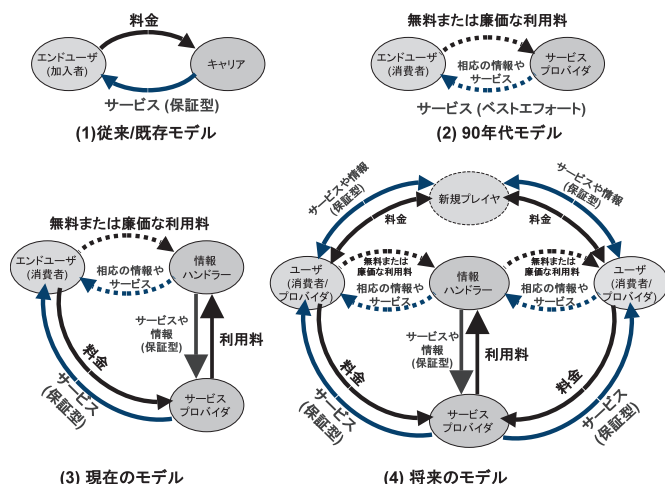 料金
エンドユーザ
(加入者)
キャリア
サービス (保証型)
(1)従来/既存モデル
無料または廉価な利用料
エンドユーザ
(消費者)
相応の情報や
サービス
サービス
プロバイダ
サービス (ベストエフォート)
(2) 90年代モデル
無料または廉価な利用料
エンドユーザ
(消費者)
相応の情報や
サービス
情報
ハンドラー
サービスや
情報
(保証型)
利用料
料金
サービス
(保証型)
サービス
プロバイダ
(3) 現在のモデル
サービスや情報
(保証型)
料金
新規プレイヤ
サービスや情報
(保証型)
料金
ユーザ
(消費者/
プロバイダ)
無料または
廉価な利用料
相応の情報や
サービス
情報
ハンドラー
無料または
廉価な利用料
相応の情報や
サービス
ユーザ
(消費者/
プロバイダ)
サービスや
情報
(保証型)
利用料
料金
サービス
(保証型)
サービス
プロバイダ
料金
サービス
(保証型)
(4) 将来のモデル